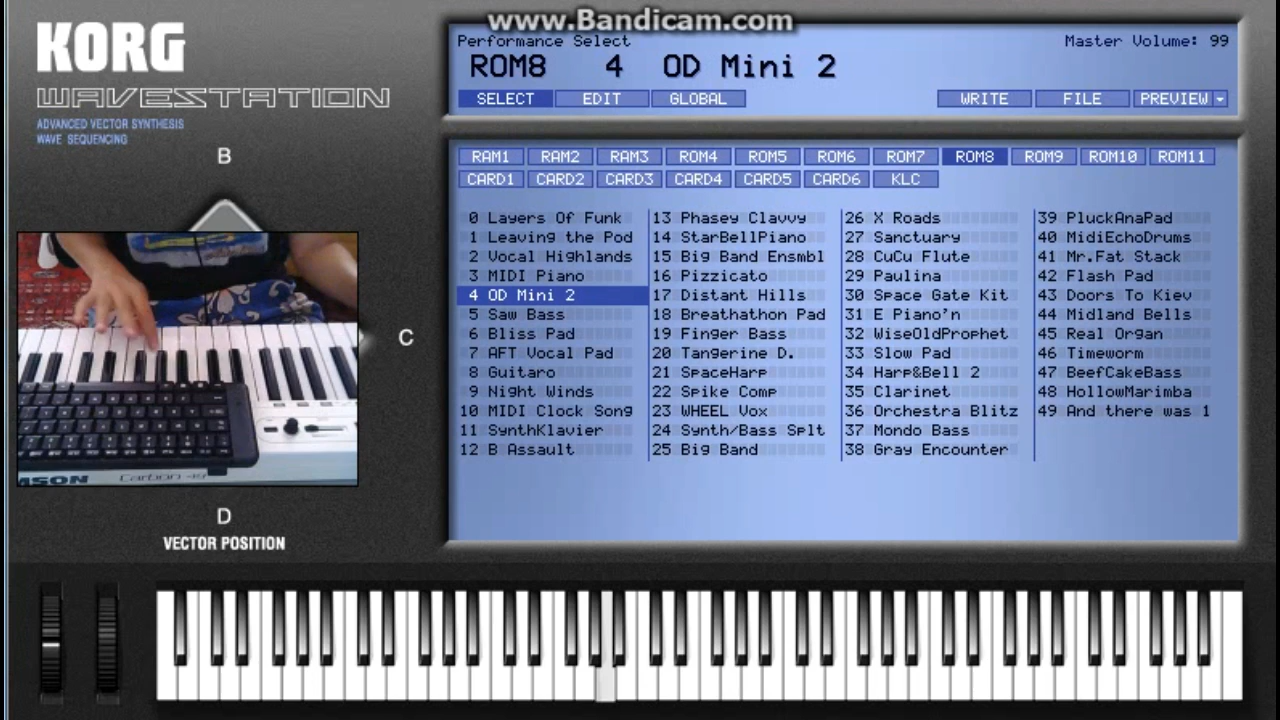 www.Bandicam.com
KORG
WAVESTATION
ADVANCED VECTOR SYNTHESIS
WAVE SEQUENCING
Performance Select
Master Volume: 99
ROM8 4 OD Mini 2
SELECT EDIT GLOBAL WRITE FILE PREVIEW
RAM1 RAM2 RAM3 ROM4 ROM5 ROM6 ROM7 ROM8 ROM9 ROM10 ROM11
CARD1 CARD2 CARD3 CARD4 CARD5 CARD6 KLC
0 Layers Of Funk
1 Leaving the Pod
2 Vocal Highlands
3 MIDI Piano
4 OD Mini 2
5 Saw Bass
6 Bliss Pad
7 AFT Vocal Pad
8 Guitaro
9 Night Winds
10 MIDI Clock Song
11 SynthKlavier
12 B Assault
13 Phasey Clavvy
14 StarBellPiano
15 Big Band Ensmbl
16 Pizzicato
17 Distant Hills
18 Breathathon Pad
19 Finger Bass
20 Tangerine D.
21 SpaceHarp
22 Spike Comp
23 WHEEL Vox
24 Synth/Bass Splt
25 Big Band
26 X Roads
27 Sanctuary
28 CuCu Flute
29 Paulina
30 Space Gate Kit
31 E Piano'n
32 WiseOldProphet
33 Slow Pad
34 Harp&Bell 2
35 Clarinet
36 Orchestra Blitz
37 Mondo Bass
38 Gray Encounter
39 PluckAnaPad
40 MidiEchoDrums
41 Mr.Fat Stack
42 Flash Pad
43 Doors To Kiev
44 Midland Bells
45 Real Organ
46 Timeworm
47 BeefCakeBass
48 HollowMarimba
49 And there was 1
B
C
D
VECTOR POSITION
MSON Carbon 49